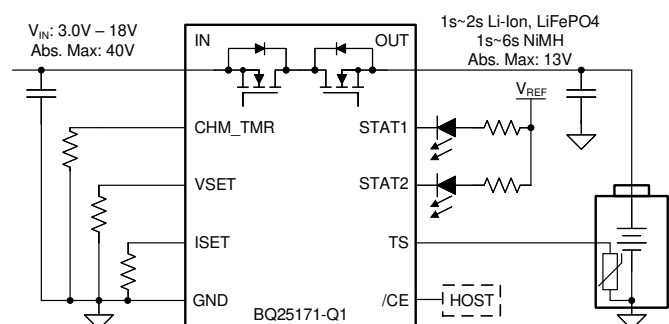 V_IN: 3.0V – 18V
Abs. Max: 40V
IN
OUT
1s~2s Li-Ion, LiFePO4
1s~6s NiMH
Abs. Max: 13V
V_REF
CHM_TMR
STAT1
VSET
STAT2
ISET
TS
GND
/CE
HOST
BQ25171-Q1